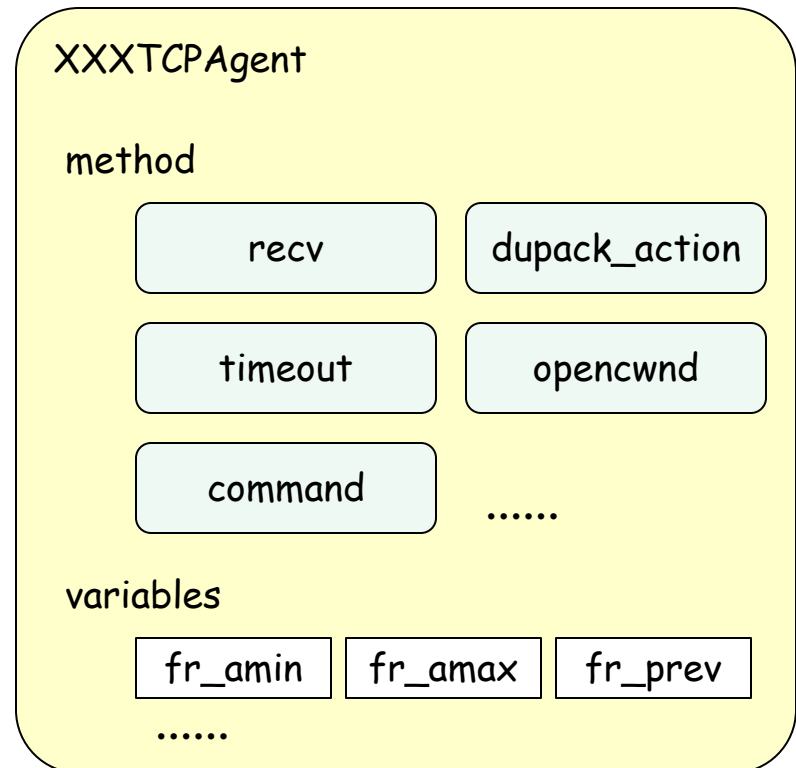 XXXTCPAgent
method
recv dupack_action
timeout opencwnd
command ......
variables
fr_amin fr_amax fr_prev
......